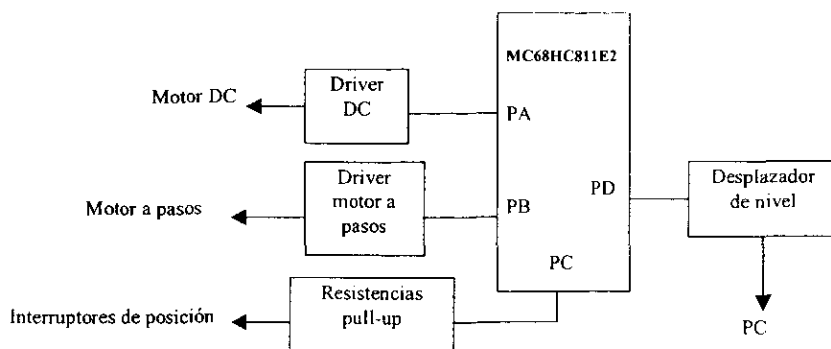 MC68HC811E2
Motor DC
Driver
DC
PA
Motor a pasos
Driver
motor a
pasos
PB
PD
Desplazador
de nivel
PC
Interruptores de posición
Resistencias
pull-up
PC